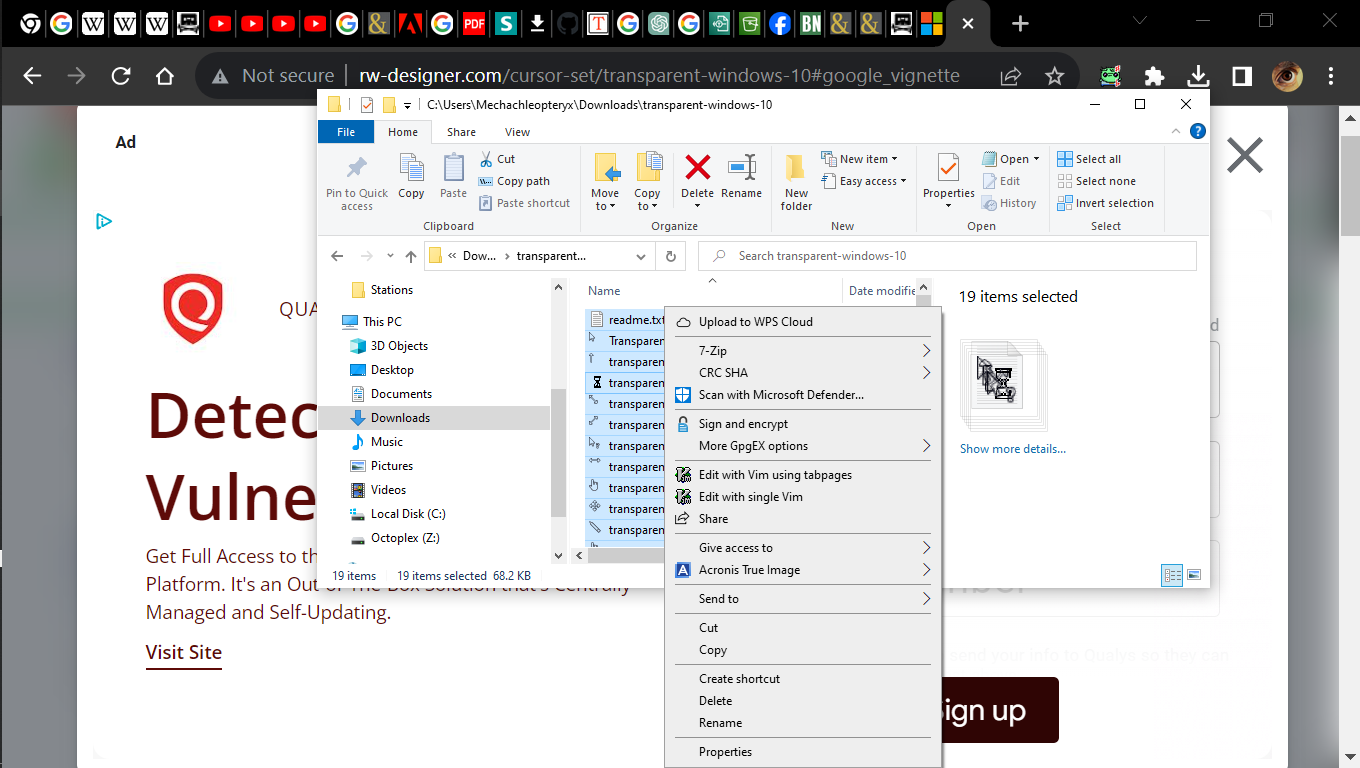 PDF
S
T
BN
Not secure
rw-designer.com/cursor-set/transparent-windows-10#google_vignette
C:\Users\Mechachleopteryx\Downloads\transparent-windows-10
File
Home
Share
View
Pin to Quick
access
Copy
Paste
Cut
Copy path
Paste shortcut
Clipboard
Move
to
Copy
to
Delete
Rename
Organize
New
folder
New item
Easy access
New
Properties
Open
Edit
History
Open
Select all
Select none
Invert selection
Select
Dow...
transparent...
Search transparent-windows-10
Stations
This PC
3D Objects
Desktop
Documents
Downloads
Music
Pictures
Videos
Local Disk (C:)
Octoplex (Z:)
Name
Date modifie
readme.txt
Transparen
transparen
transparen
transparen
transparen
transparen
transparen
transparen
transparen
transparen
19 items selected
Show more details...
19 items
19 items selected 68.2 KB
Upload to WPS Cloud
7-Zip
CRC SHA
Scan with Microsoft Defender...
Sign and encrypt
More GpgEX options
Edit with Vim using tabpages
Edit with single Vim
Share
Give access to
Acronis True Image
Send to
Cut
Copy
Create shortcut
Delete
Rename
Properties
Ad
QUA
Detec
Vulne
Get Full Access to th
Platform. It's an Out of The Box Solution that's Centrally
Managed and Self-Updating.
Visit Site
send your info to Qualys so they can
ign up